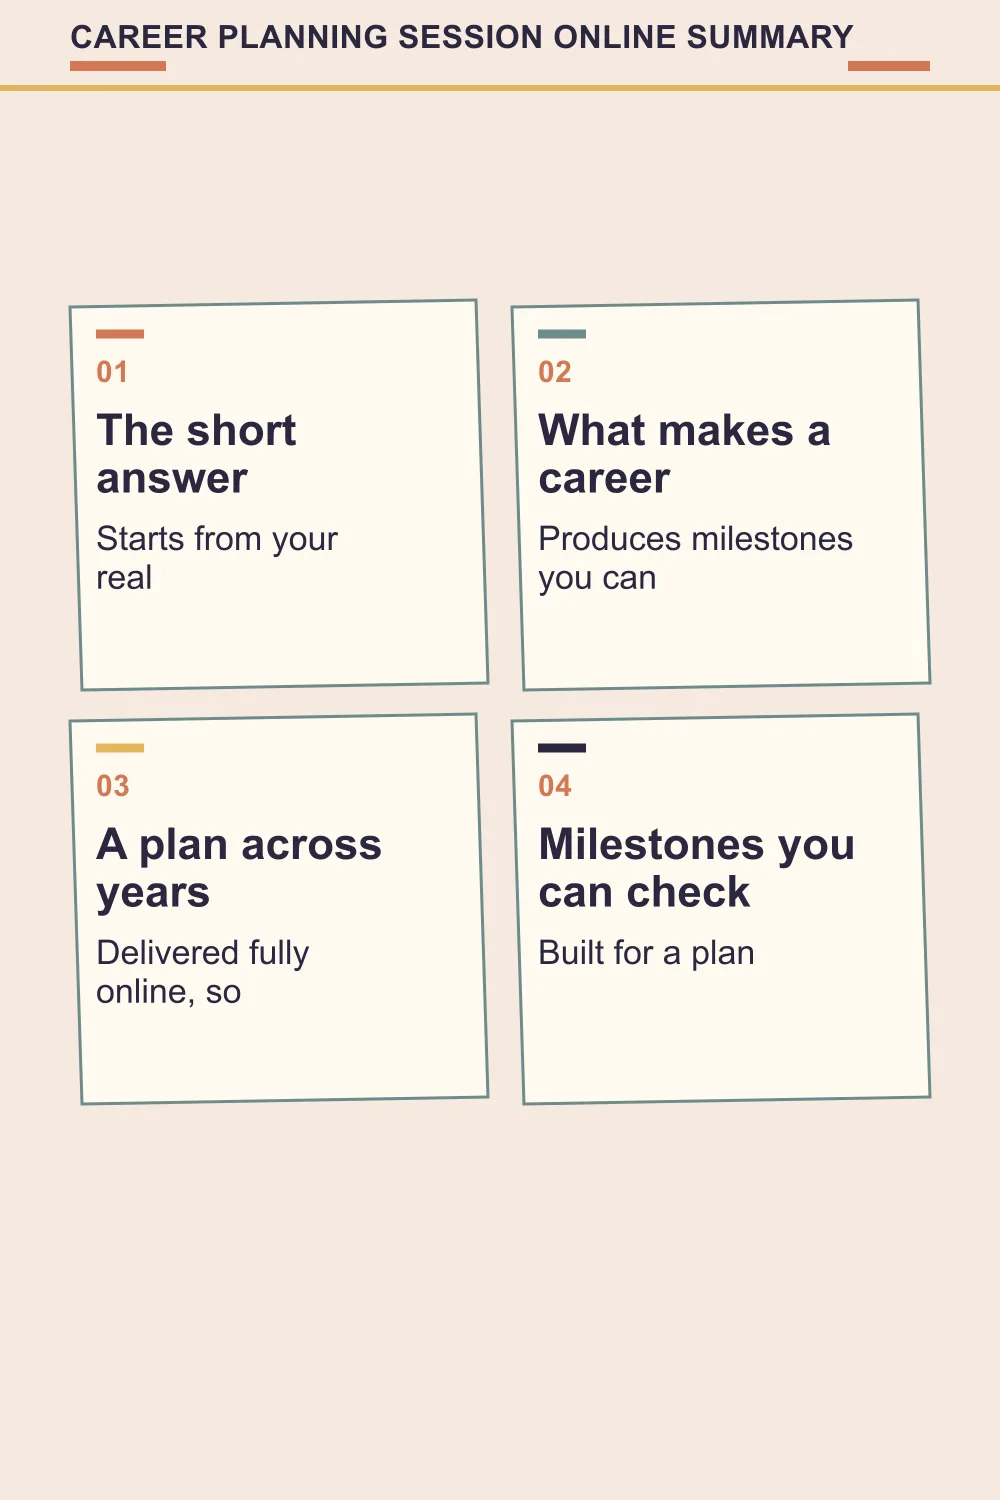 CAREER PLANNING SESSION ONLINE SUMMARY
01
The short
answer
Starts from your
real
02
What makes a
career
Produces milestones
you can
03
A plan across
years
Delivered fully
online, so
04
Milestones you
can check
Built for a plan